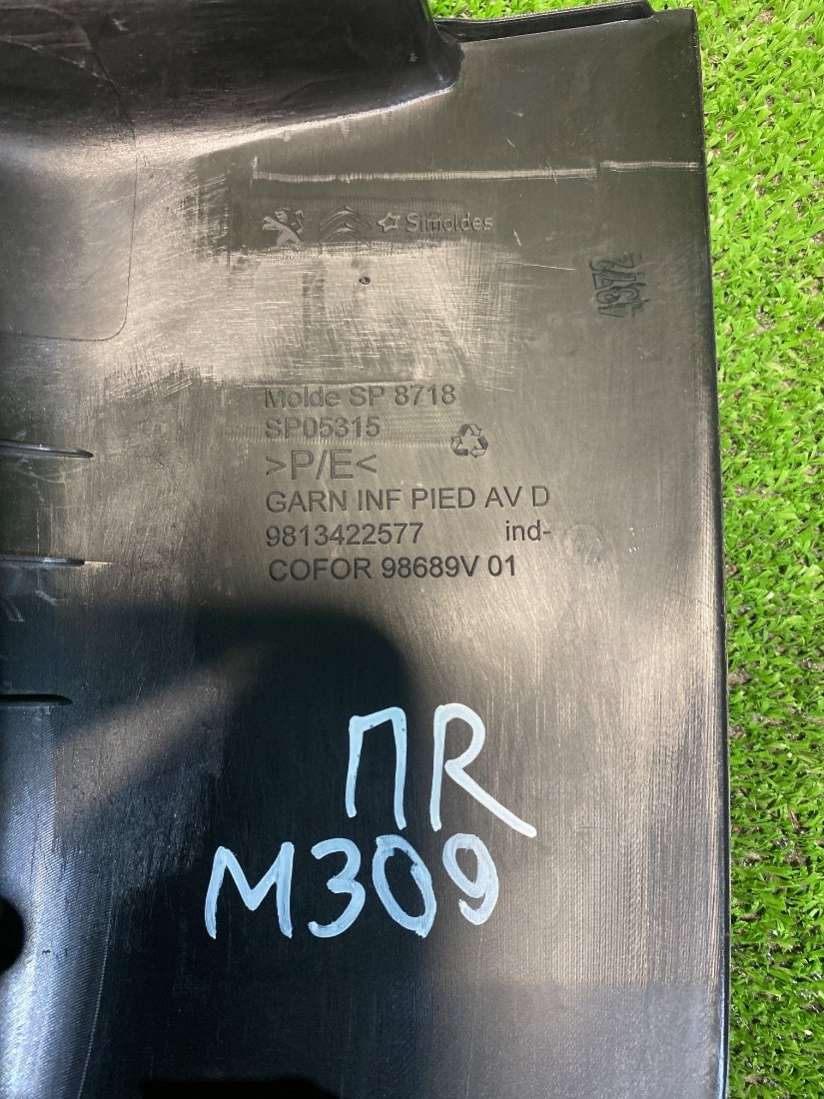 Simoldes
Molde SP 8718
SP05315
>P/E<
GARN INF PIED AV D
9813422577 ind-
COFOR 98689V 01
ПR
M309